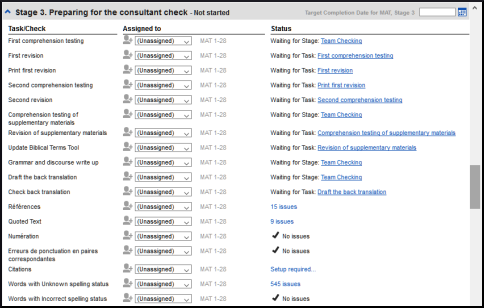 Stage 3. Preparing for the consultant check - Not started Target Completion Date for MAT, Stage 3
Task/Check Assigned to Status
First comprehension testing (Unassigned) MAT 1-28 Waiting for Stage: Team Checking
First revision (Unassigned) MAT 1-28 Waiting for Task: First comprehension testing
Print first revision (Unassigned) MAT 1-28 Waiting for Task: First revision
Second comprehension testing (Unassigned) MAT 1-28 Waiting for Task: Print first revision
Second revision (Unassigned) MAT 1-28 Waiting for Task: Second comprehension testing
Comprehension testing of (Unassigned) MAT 1-28 Waiting for Stage: Team Checking
supplementary materials
Revision of supplementary materials (Unassigned) MAT 1-28 Waiting for Task: Comprehension testing of supplementary materials
Update Biblical Terms Tool (Unassigned) MAT 1-28 Waiting for Task: Revision of supplementary materials
Grammar and discourse write up (Unassigned) MAT 1-28 Waiting for Stage: Team Checking
Draft the back translation (Unassigned) MAT 1-28 Waiting for Stage: Team Checking
Check back translation (Unassigned) MAT 1-28 Waiting for Task: Draft the back translation
Références (Unassigned) MAT 1-28 15 issues
Quoted Text (Unassigned) MAT 1-28 9 issues
Numération (Unassigned) MAT 1-28 No issues
Erreurs de ponctuation en paires (Unassigned) MAT 1-28 No issues
correspondantes
Citations (Unassigned) MAT 1-28 Setup required...
Words with Unknown spelling status (Unassigned) MAT 1-28 545 issues
Words with Incorrect spelling status (Unassigned) MAT 1-28 No issues